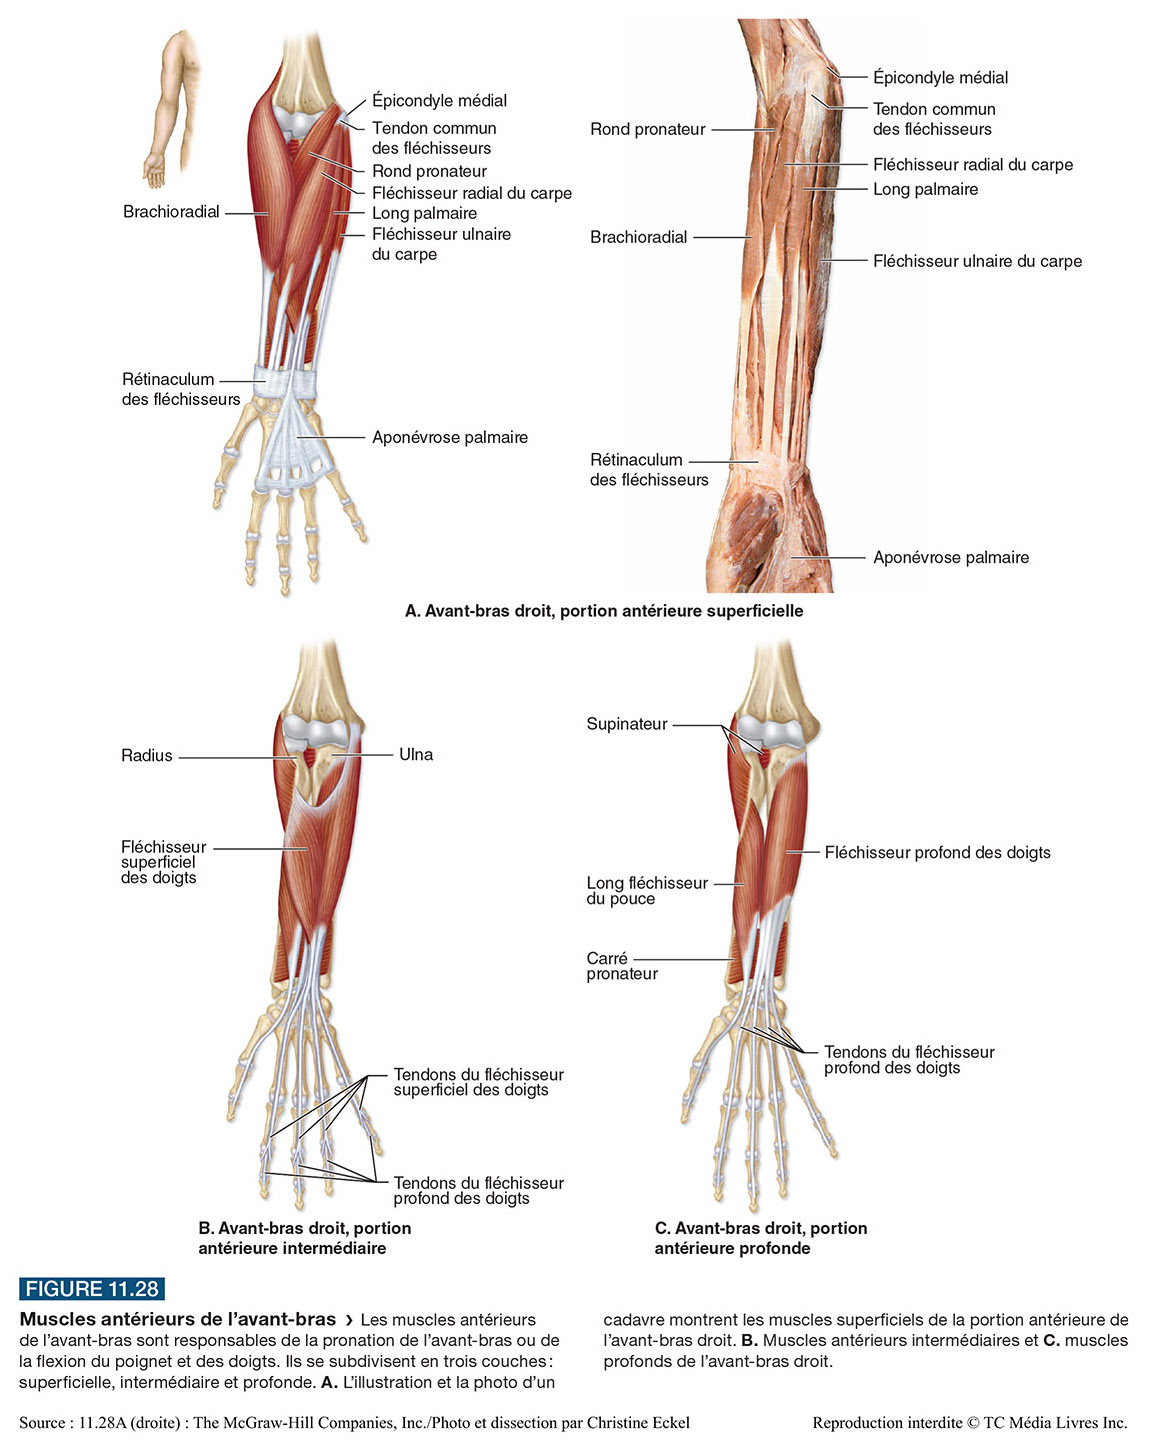 Épicondyle médial
Tendon commun
des fléchisseurs
Rond pronateur
Fléchisseur radial du carpe
Brachioradial
Long palmaire
Fléchisseur ulnaire
du carpe
Rétinaculum
des fléchisseurs
Aponévrose palmaire
Épicondyle médial
Tendon commun
des fléchisseurs
Rond pronateur
Fléchisseur radial du carpe
Long palmaire
Brachioradial
Fléchisseur ulnaire du carpe
Rétinaculum
des fléchisseurs
Aponévrose palmaire
A. Avant-bras droit, portion antérieure superficielle
Radius
Ulna
Fléchisseur
superficiel
des doigts
Tendons du fléchisseur
superficiel des doigts
Tendons du fléchisseur
profond des doigts
B. Avant-bras droit, portion
antérieure intermédiaire
Supinateur
Fléchisseur profond des doigts
Long fléchisseur
du pouce
Carré
pronateur
Tendons du fléchisseur
profond des doigts
C. Avant-bras droit, portion
antérieure profonde
FIGURE 11.28
Muscles antérieurs de l'avant-bras ❯ Les muscles antérieurs
de l'avant-bras sont responsables de la pronation de l'avant-bras ou de
la flexion du poignet et des doigts. Ils se subdivisent en trois couches :
superficielle, intermédiaire et profonde. A. L'illustration et la photo d'un
cadavre montrent les muscles superficiels de la portion antérieure de
l'avant-bras droit. B. Muscles antérieurs intermédiaires et C. muscles
profonds de l'avant-bras droit.
Source : 11.28A (droite) : The McGraw-Hill Companies, Inc./Photo et dissection par Christine Eckel
Reproduction interdite © TC Média Livres Inc.